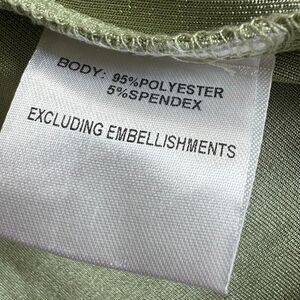 BODY: 95%POLYESTER
5%SPENDEX
EXCLUDING EMBELLISHMENTS